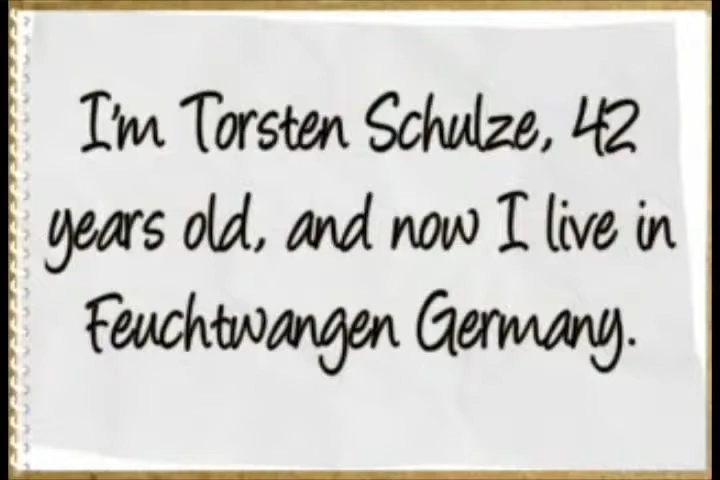 I'm Torsten Schulze, 42
years old, and now I live in
Feuchtwangen Germany.